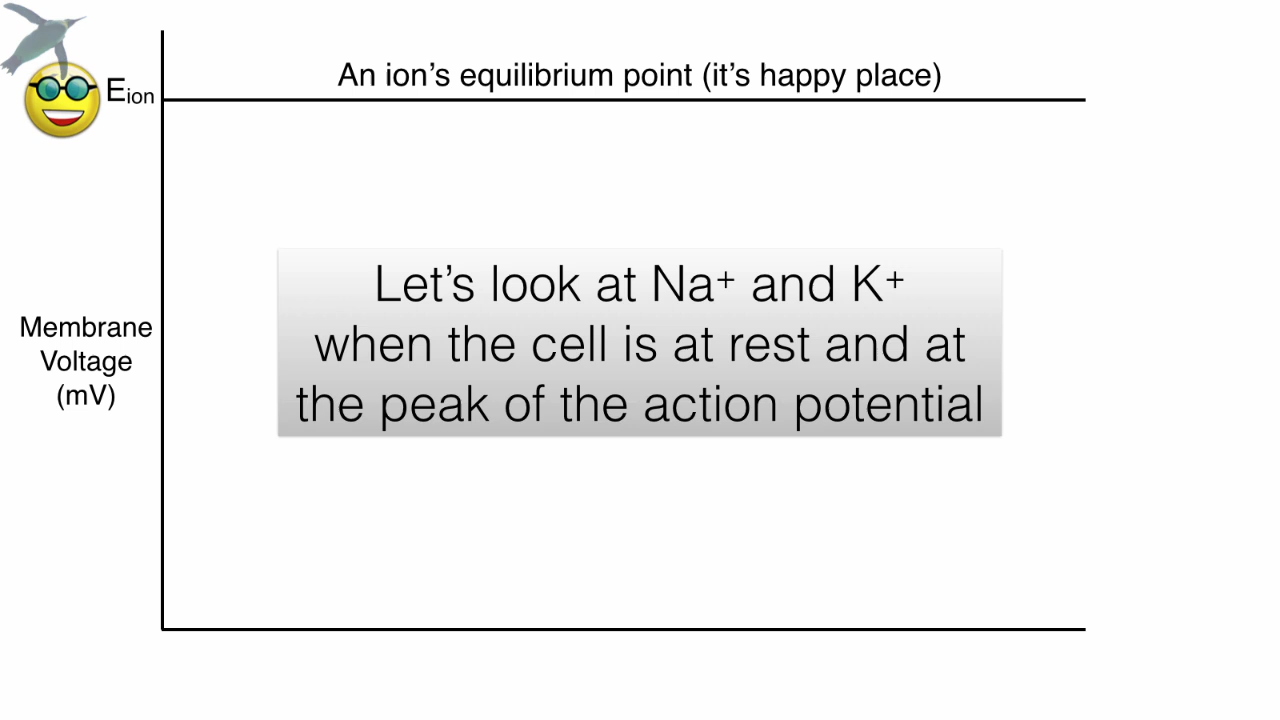 An ion’s equilibrium point (it’s happy place)
Eion
Let’s look at Na+ and K+
when the cell is at rest and at
the peak of the action potential
Membrane
Voltage
(mV)